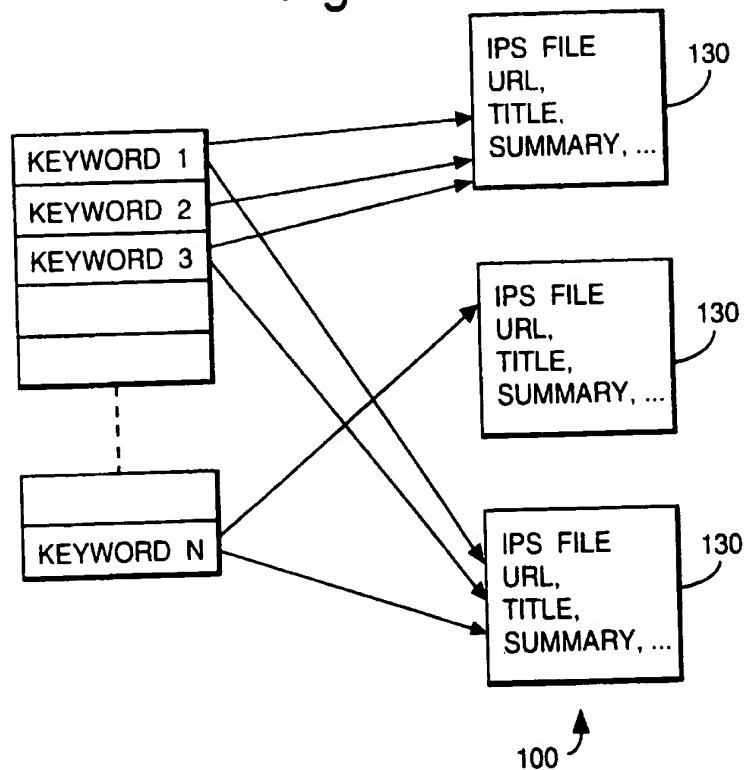 KEYWORD 1
KEYWORD 2
KEYWORD 3
KEYWORD N
IPS FILE
URL,
TITLE,
SUMMARY, ...
130
IPS FILE
URL,
TITLE,
SUMMARY, ...
130
IPS FILE
URL,
TITLE,
SUMMARY, ...
130
100